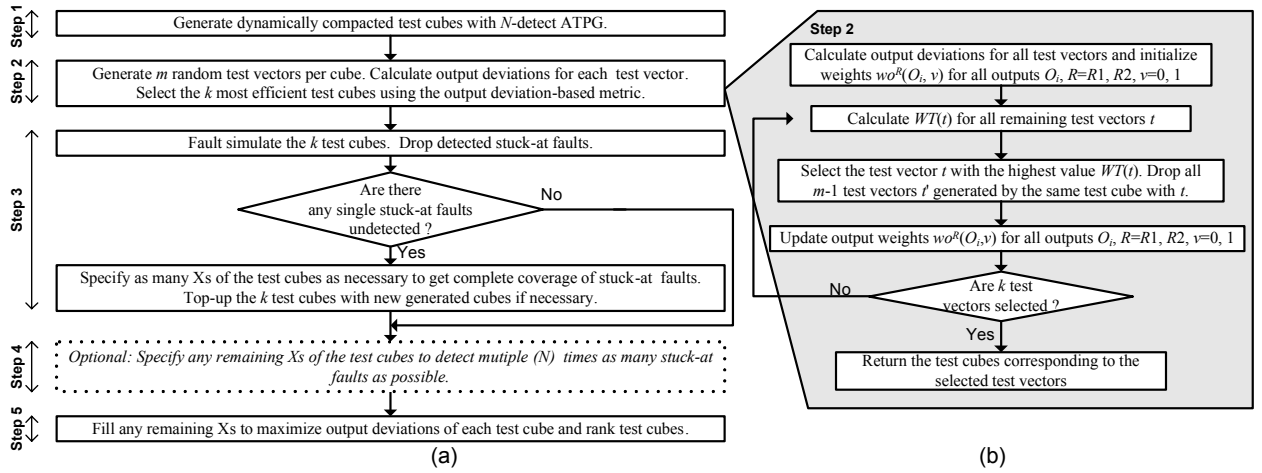 Step 1
Generate dynamically compacted test cubes with N-detect ATPG.
Step 2
Generate m random test vectors per cube. Calculate output deviations for each test vector.
Select the k most efficient test cubes using the output deviation-based metric.
Step 3
Fault simulate the k test cubes. Drop detected stuck-at faults.
Are there
any single stuck-at faults
undetected ?
No
Yes
Specify as many Xs of the test cubes as necessary to get complete coverage of stuck-at faults.
Top-up the k test cubes with new generated cubes if necessary.
Step 4
Optional: Specify any remaining Xs of the test cubes to detect mutiple (N) times as many stuck-at
faults as possible.
Step 5
Fill any remaining Xs to maximize output deviations of each test cube and rank test cubes.
(a)
Step 2
Calculate output deviations for all test vectors and initialize
weights wo^R(O_i, v) for all outputs O_i, R=R1, R2, v=0, 1
Calculate WT(t) for all remaining test vectors t
Select the test vector t with the highest value WT(t). Drop all
m-1 test vectors t' generated by the same test cube with t.
Update output weights wo^R(O_i,v) for all outputs O_i, R=R1, R2, v=0, 1
No
Are k test
vectors selected ?
Yes
Return the test cubes corresponding to the
selected test vectors
(b)